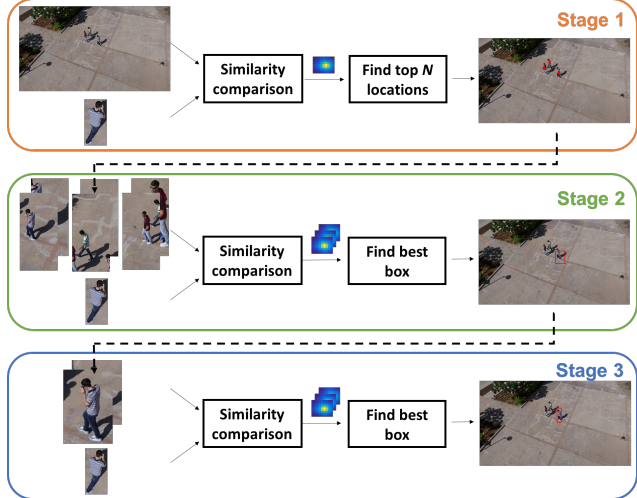 Stage 1
Similarity
comparison
Find top N
locations
Stage 2
Similarity
comparison
Find best
box
Stage 3
Similarity
comparison
Find best
box